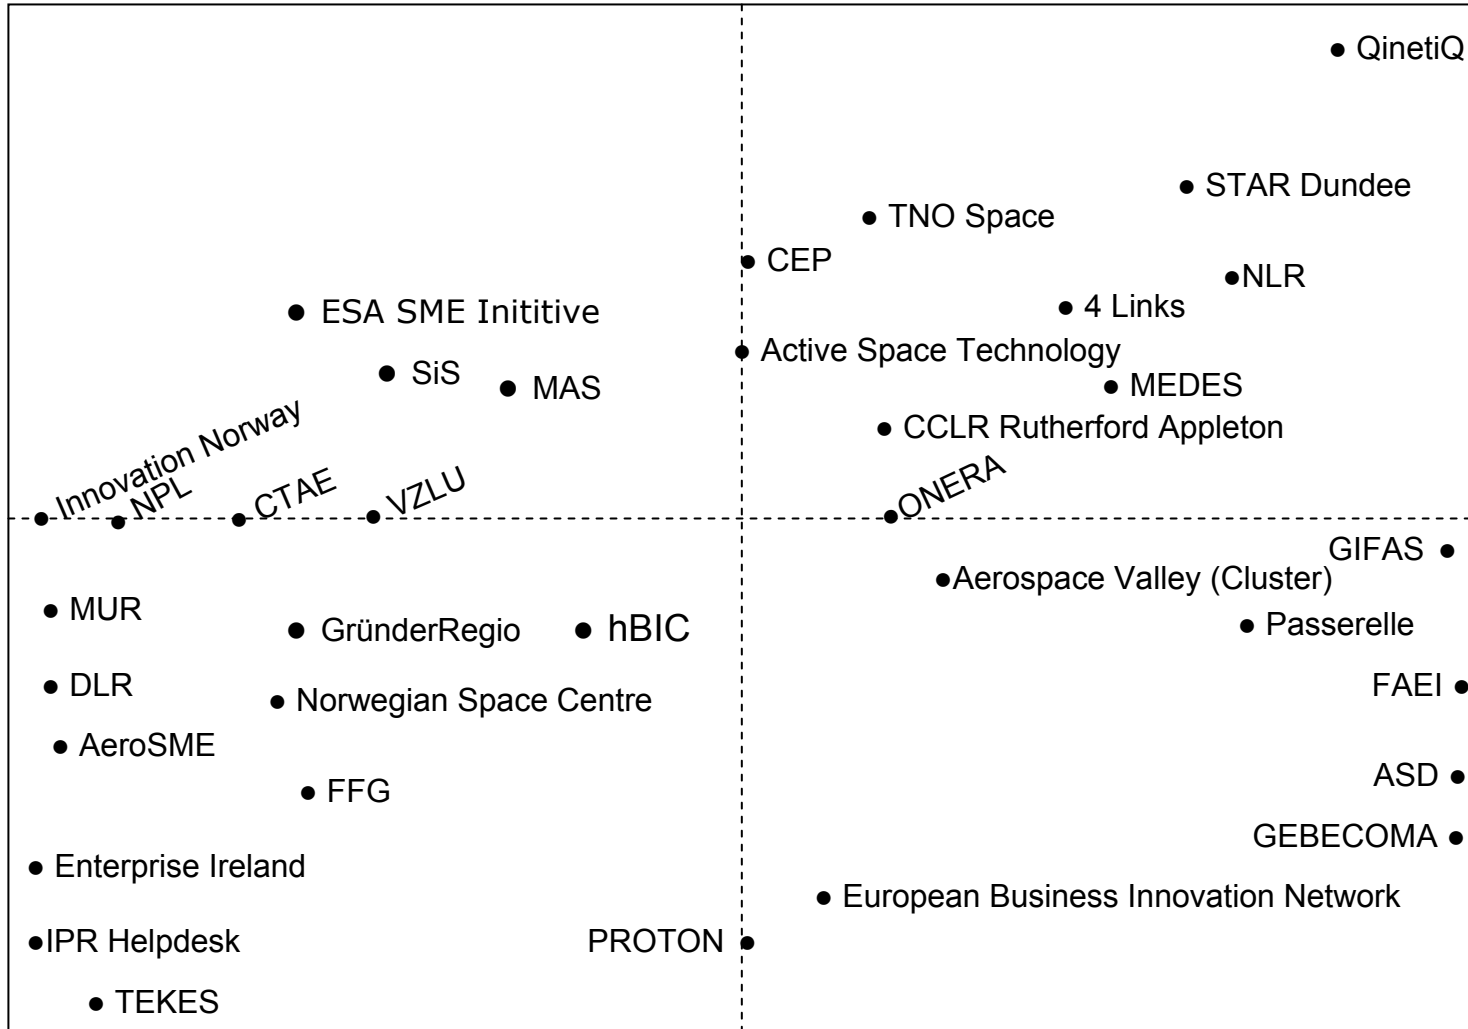 QinetiQ
STAR Dundee
TNO Space
CEP
NLR
4 Links
ESA SME Inititive
Active Space Technology
SiS
MAS
MEDES
CCLR Rutherford Appleton
Innovation Norway
NPL
CTAE
VZLU
ONERA
GIFAS
Aerospace Valley (Cluster)
MUR
GründerRegio
hBIC
Passerelle
DLR
Norwegian Space Centre
FAEI
AeroSME
FFG
ASD
GEBECOMA
Enterprise Ireland
European Business Innovation Network
IPR Helpdesk
PROTON
TEKES